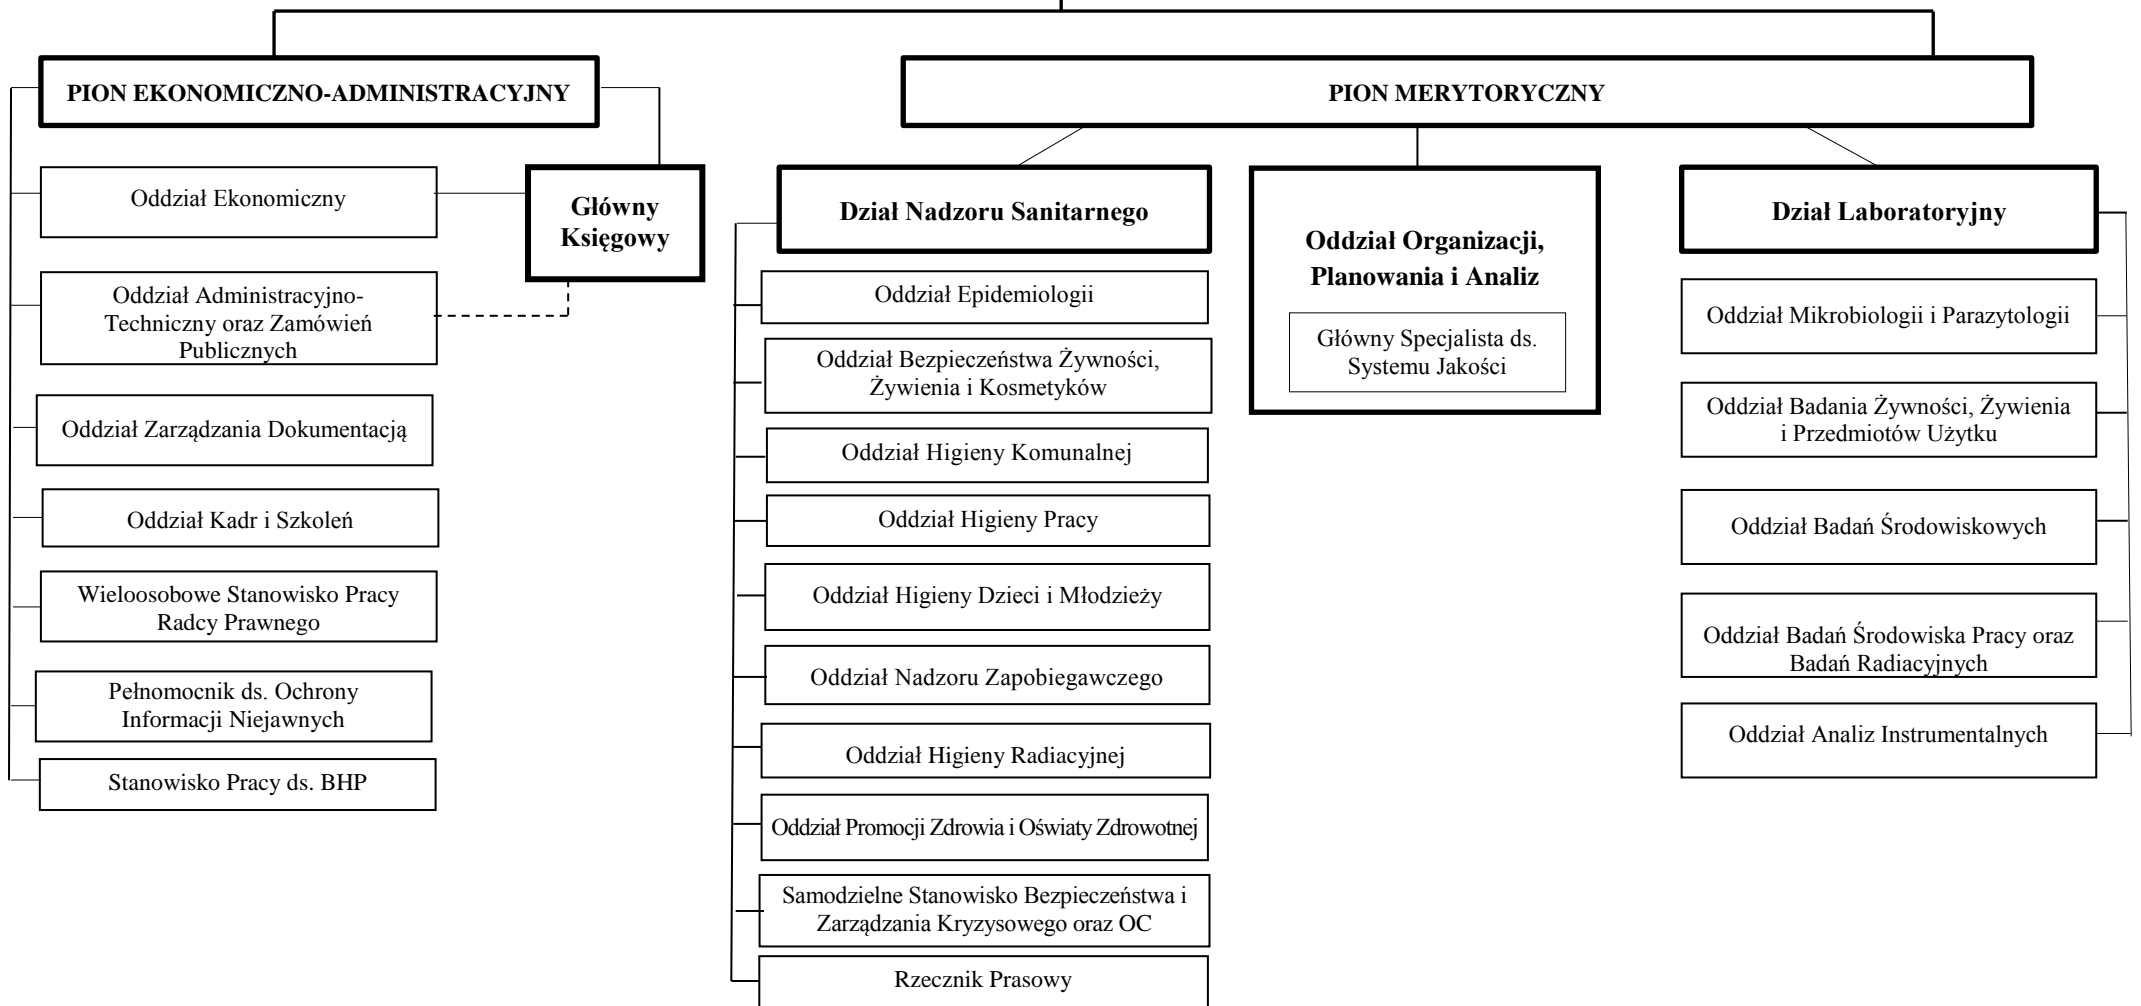 PION EKONOMICZNO-ADMINISTRACYJNY
PION MERYTORYCZNY
Oddział Ekonomiczny
Główny
Księgowy
Oddział Administracyjno-
Techniczny oraz Zamówień
Publicznych
Oddział Zarządzania Dokumentacją
Oddział Kadr i Szkoleń
Wieloosobowe Stanowisko Pracy
Radcy Prawnego
Pełnomocnik ds. Ochrony
Informacji Niejawnych
Stanowisko Pracy ds. BHP
Dział Nadzoru Sanitarnego
Oddział Epidemiologii
Oddział Bezpieczeństwa Żywności,
Żywienia i Kosmetyków
Oddział Higieny Komunalnej
Oddział Higieny Pracy
Oddział Higieny Dzieci i Młodzieży
Oddział Nadzoru Zapobiegawczego
Oddział Higieny Radiacyjnej
Oddział Promocji Zdrowia i Oświaty Zdrowotnej
Samodzielne Stanowisko Bezpieczeństwa i
Zarządzania Kryzysowego oraz OC
Rzecznik Prasowy
Oddział Organizacji,
Planowania i Analiz
Główny Specjalista ds.
Systemu Jakości
Dział Laboratoryjny
Oddział Mikrobiologii i Parazytologii
Oddział Badania Żywności, Żywienia
i Przedmiotów Użytku
Oddział Badań Środowiskowych
Oddział Badań Środowiska Pracy oraz
Badań Radiacyjnych
Oddział Analiz Instrumentalnych